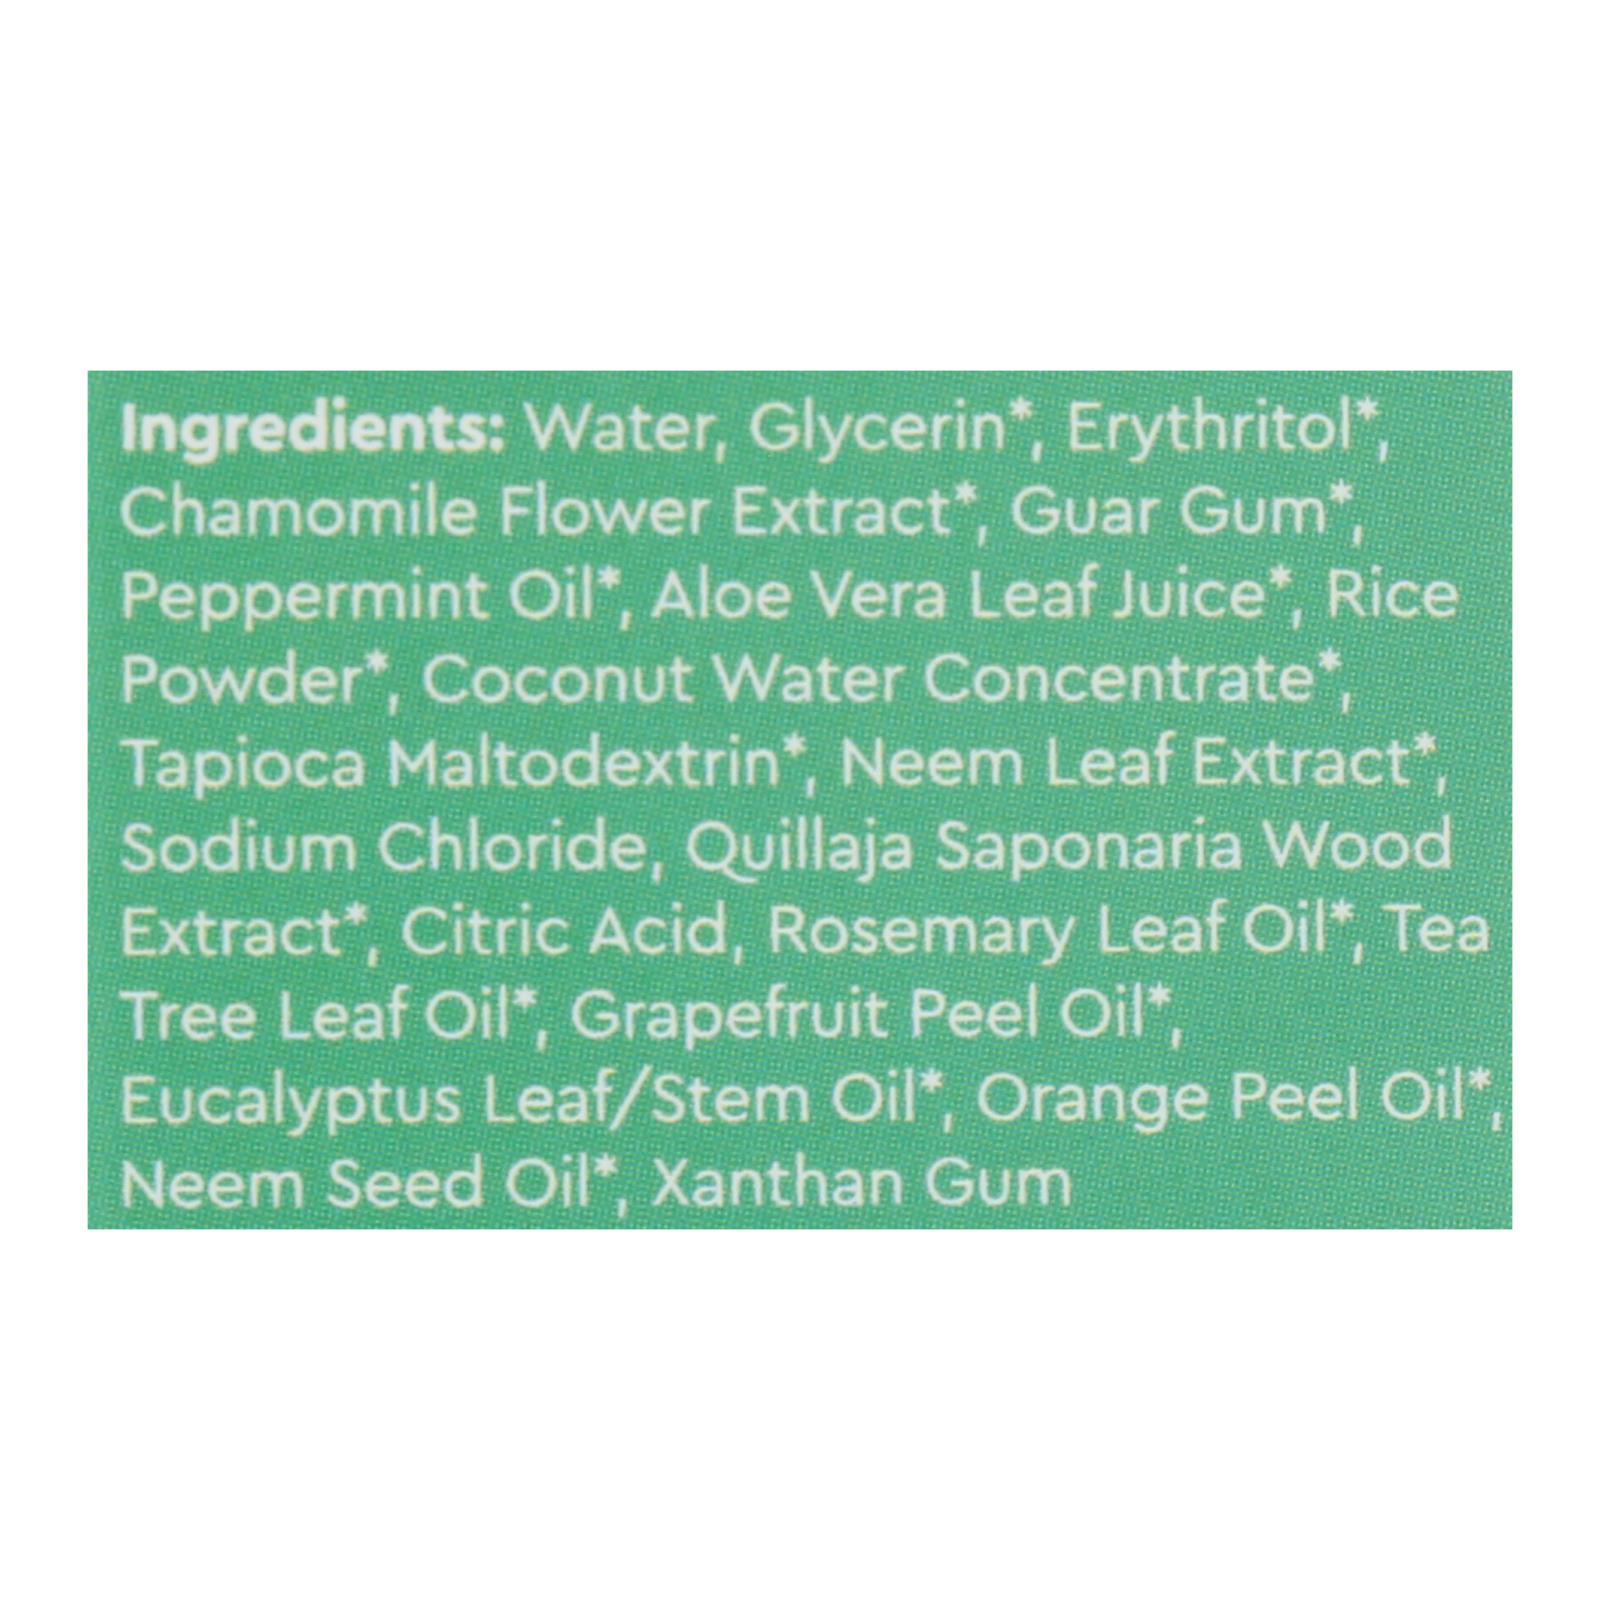 Ingredients: Water, Glycerin*, Erythritol*,
Chamomile Flower Extract*, Guar Gum*,
Peppermint Oil*, Aloe Vera Leaf Juice*, Rice
Powder*, Coconut Water Concentrate*,
Tapioca Maltodextrin*, Neem Leaf Extract*,
Sodium Chloride, Quillaja Saponaria Wood
Extract*, Citric Acid, Rosemary Leaf Oil*, Tea
Tree Leaf Oil*, Grapefruit Peel Oil*,
Eucalyptus Leaf/Stem Oil*, Orange Peel Oil*,
Neem Seed Oil*, Xanthan Gum